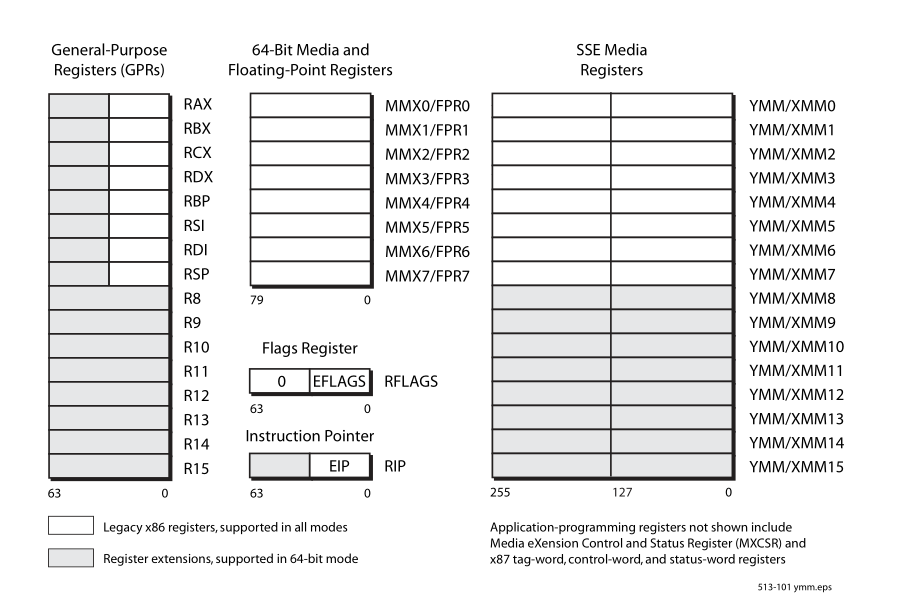 General-Purpose
Registers (GPRs)
64-Bit Media and
Floating-Point Registers
SSE Media
Registers
RAX
RBX
RCX
RDX
RBP
RSI
RDI
RSP
R8
R9
R10
R11
R12
R13
R14
R15
63 0
MMX0/FPR0
MMX1/FPR1
MMX2/FPR2
MMX3/FPR3
MMX4/FPR4
MMX5/FPR5
MMX6/FPR6
MMX7/FPR7
79 0
Flags Register
0 EFLAGS RFLAGS
63 0
Instruction Pointer
EIP RIP
63 0
YMM/XMM0
YMM/XMM1
YMM/XMM2
YMM/XMM3
YMM/XMM4
YMM/XMM5
YMM/XMM6
YMM/XMM7
YMM/XMM8
YMM/XMM9
YMM/XMM10
YMM/XMM11
YMM/XMM12
YMM/XMM13
YMM/XMM14
YMM/XMM15
255 127 0
Legacy x86 registers, supported in all modes
Register extensions, supported in 64-bit mode
Application-programming registers not shown include
Media eXension Control and Status Register (MXCSR) and
x87 tag-word, control-word, and status-word registers
513-101 ymm.eps